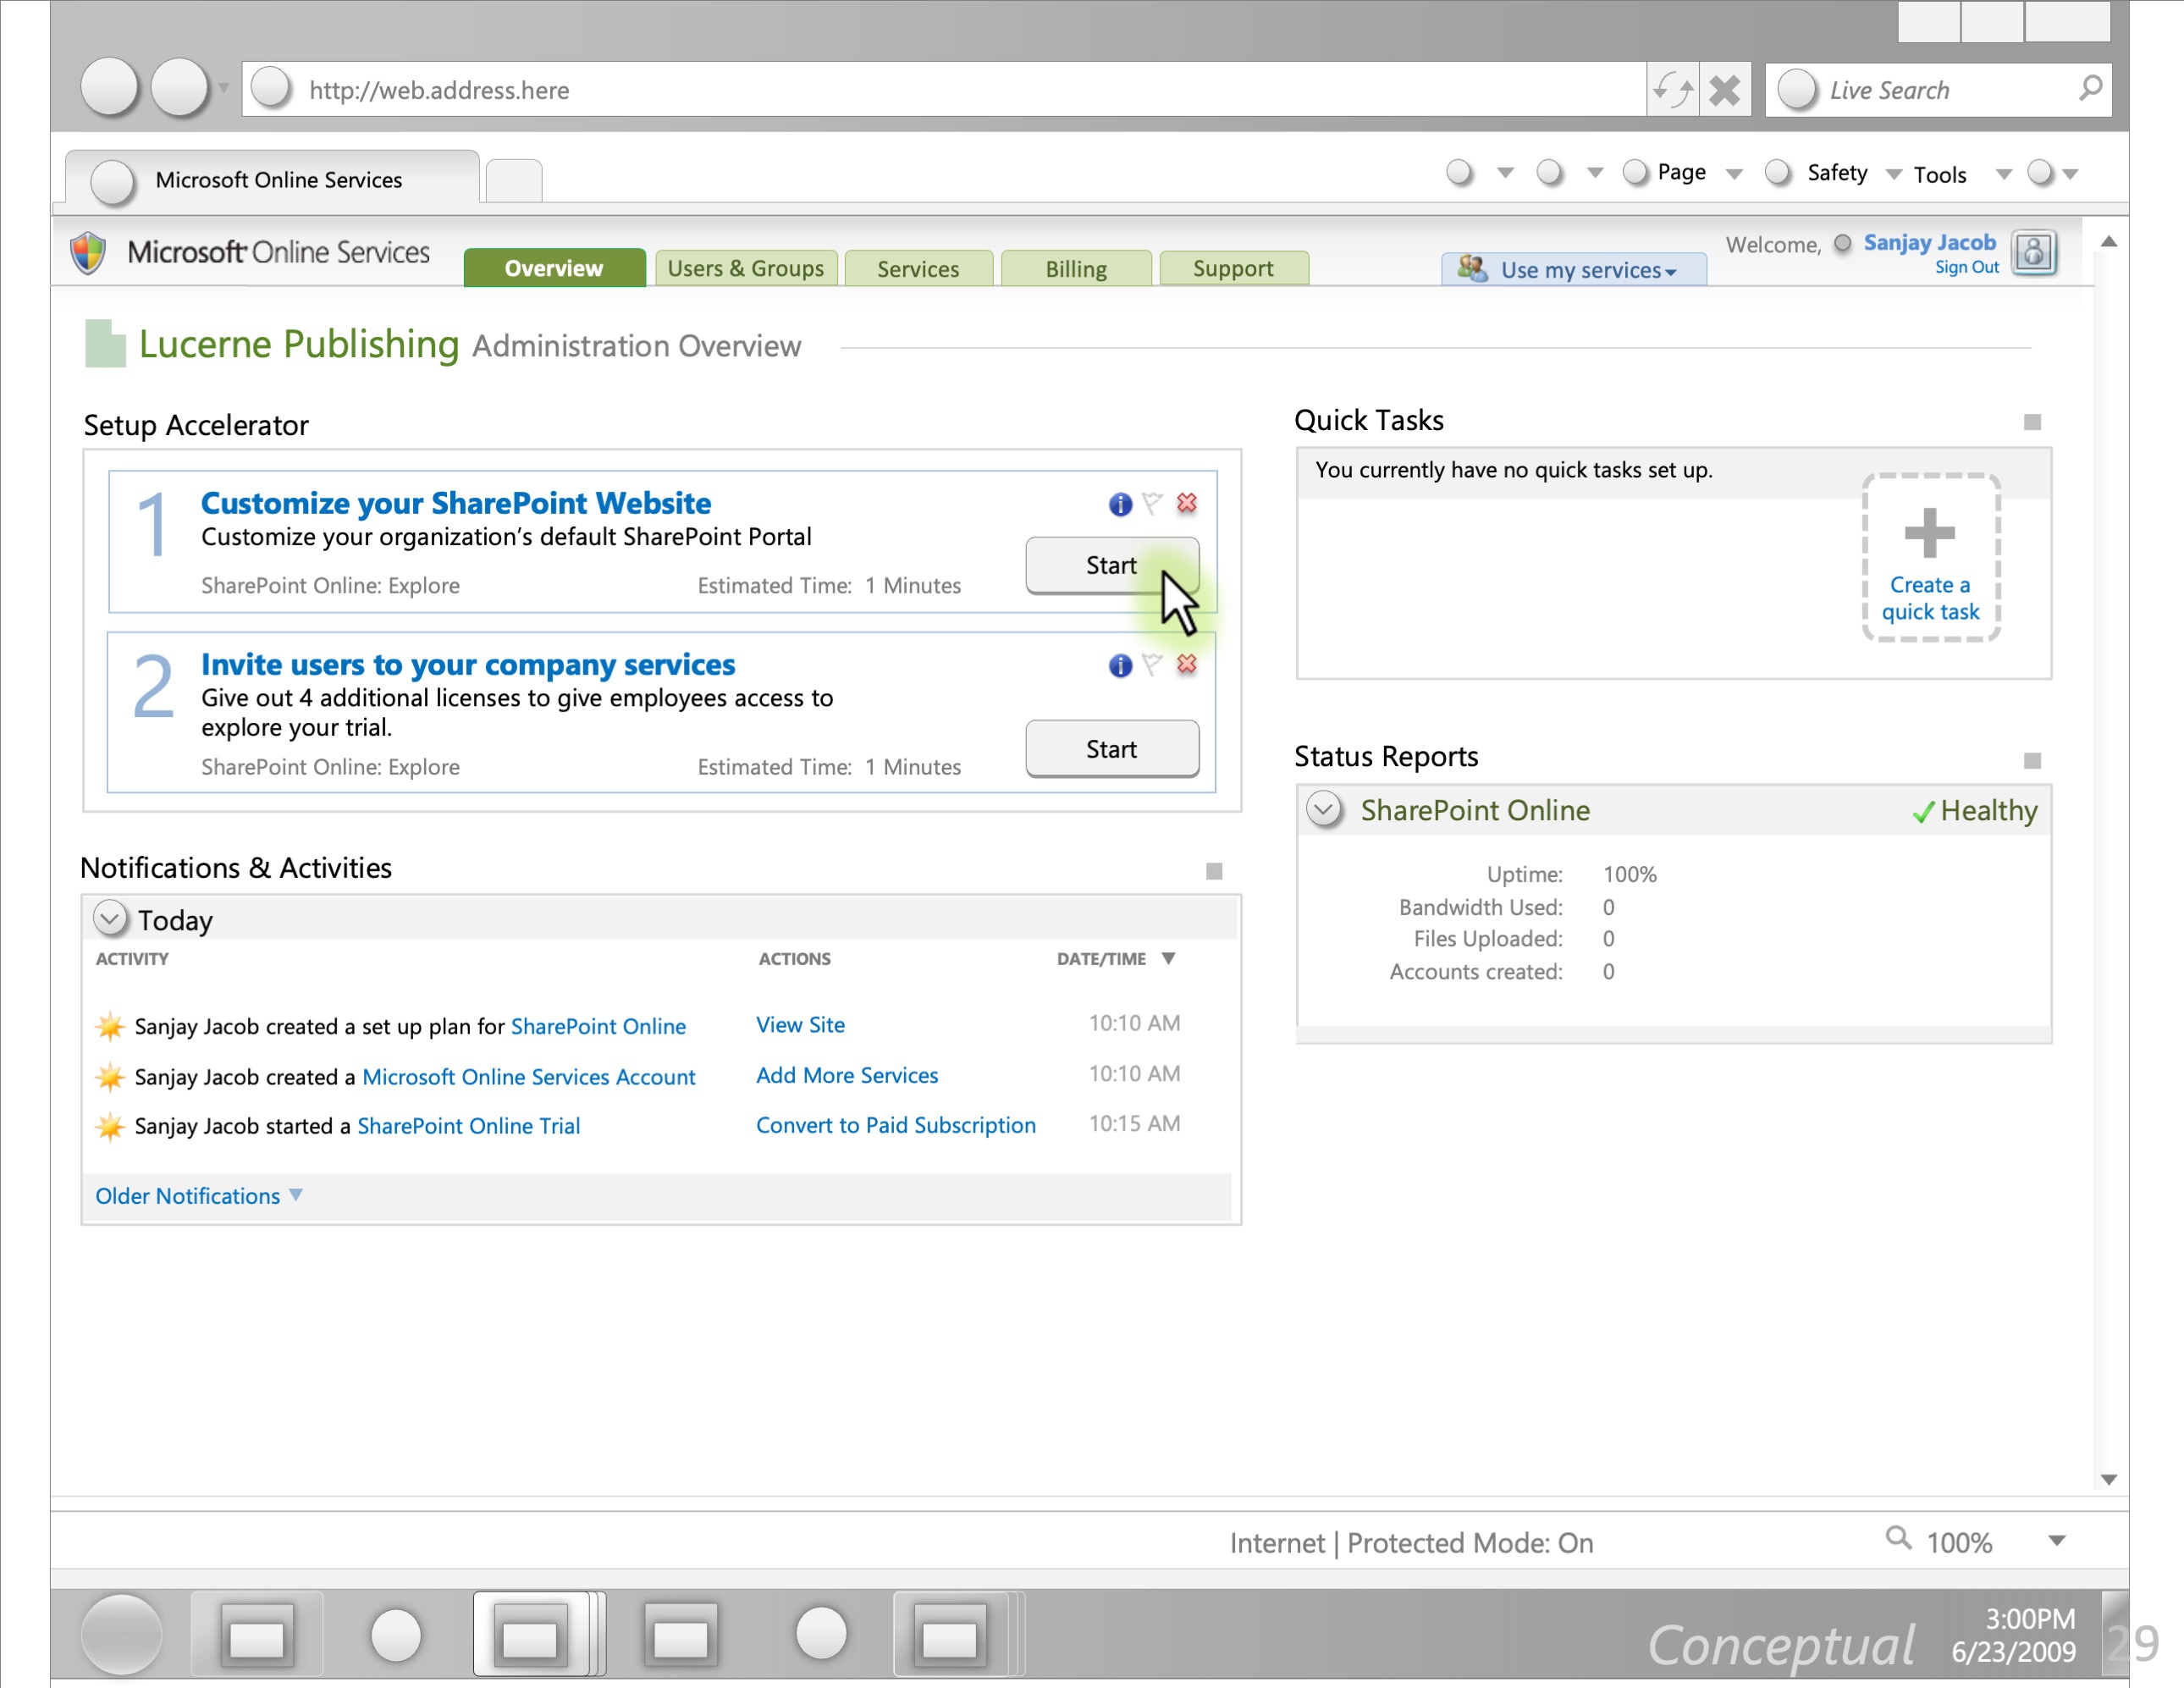 http://web.address.here
Live Search
Microsoft Online Services
Page
Safety
Tools
Microsoft Online Services
Overview
Users & Groups
Services
Billing
Support
Use my services
Welcome,
Sanjay Jacob
Sign Out
Lucerne Publishing Administration Overview
Setup Accelerator
1
Customize your SharePoint Website
Customize your organization’s default SharePoint Portal
SharePoint Online: Explore
Estimated Time: 1 Minutes
Start
2
Invite users to your company services
Give out 4 additional licenses to give employees access to
explore your trial.
SharePoint Online: Explore
Estimated Time: 1 Minutes
Start
Notifications & Activities
Today
ACTIVITY
ACTIONS
DATE/TIME
Sanjay Jacob created a set up plan for SharePoint Online
View Site
10:10 AM
Sanjay Jacob created a Microsoft Online Services Account
Add More Services
10:10 AM
Sanjay Jacob started a SharePoint Online Trial
Convert to Paid Subscription
10:15 AM
Older Notifications
Quick Tasks
You currently have no quick tasks set up.
Create a
quick task
Status Reports
SharePoint Online
Healthy
Uptime: 100%
Bandwidth Used: 0
Files Uploaded: 0
Accounts created: 0
Internet | Protected Mode: On
100%
Conceptual
3:00PM
6/23/2009
29